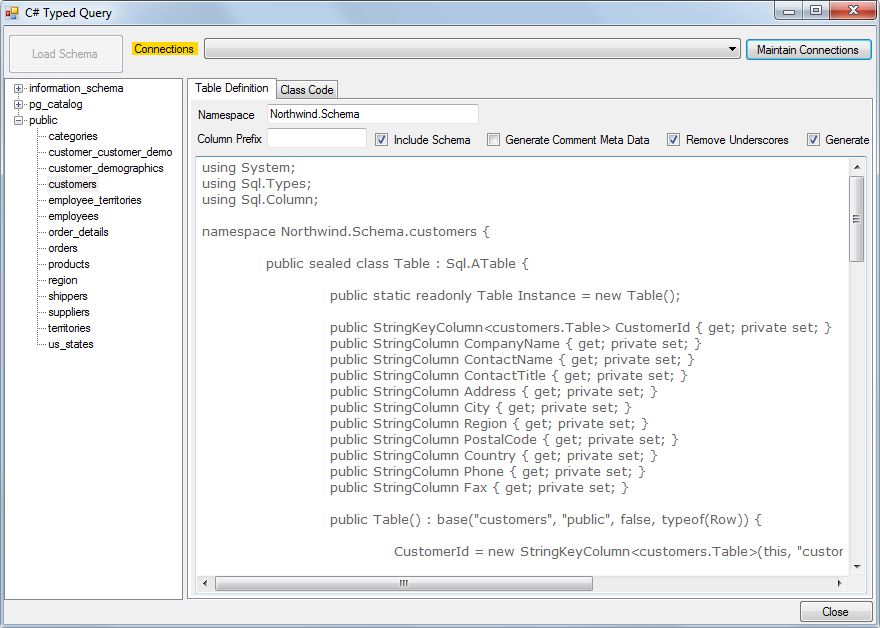 C# Typed Query
Load Schema
Connections
Maintain Connections
information_schema
pg_catalog
public
categories
customer_customer_demo
customer_demographics
customers
employee_territories
employees
order_details
orders
products
region
shippers
suppliers
territories
us_states
Table Definition
Class Code
Namespace
Northwind.Schema
Column Prefix
Include Schema
Generate Comment Meta Data
Remove Underscores
Generate
using System;
using Sql.Types;
using Sql.Column;
namespace Northwind.Schema.customers {
public sealed class Table : Sql.ATable {
public static readonly Table Instance = new Table();
public StringKeyColumn<customers.Table> CustomerId { get; private set; }
public StringColumn CompanyName { get; private set; }
public StringColumn ContactName { get; private set; }
public StringColumn ContactTitle { get; private set; }
public StringColumn Address { get; private set; }
public StringColumn City { get; private set; }
public StringColumn Region { get; private set; }
public StringColumn PostalCode { get; private set; }
public StringColumn Country { get; private set; }
public StringColumn Phone { get; private set; }
public StringColumn Fax { get; private set; }
public Table() : base("customers", "public", false, typeof(Row)) {
CustomerId = new StringKeyColumn<customers.Table>(this, "custor
Close